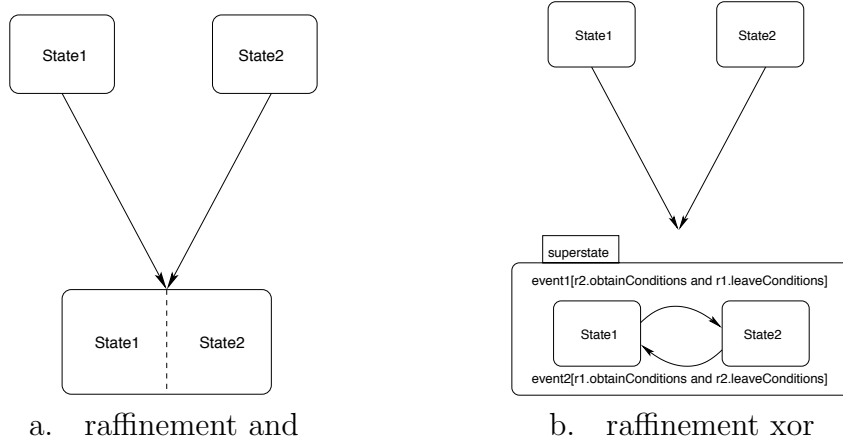 State1
State2
State1
State2
a. raffinement and
State1
State2
superstate
event1[r2.obtainConditions and r1.leaveConditions]
State1
State2
event2[r1.obtainConditions and r2.leaveConditions]
b. raffinement xor